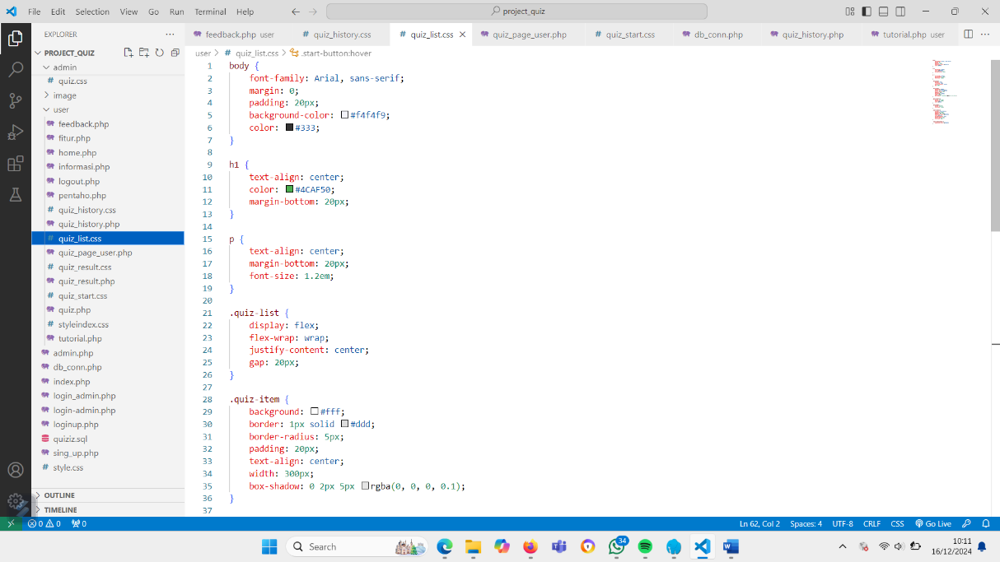 File Edit Selection View Go Run Terminal Help
project_quiz
EXPLORER
PROJECT_QUIZ
admin
# quiz.css
image
user
feedback.php
fitur.php
home.php
informasi.php
logout.php
pentaho.php
# quiz_history.css
quiz_history.php
# quiz_list.css
quiz_page_user.php
# quiz_result.css
quiz_result.php
# quiz_start.css
quiz.php
# styleindex.css
tutorial.php
admin.php
db_conn.php
index.php
login_admin.php
login-admin.php
loginup.php
quiziz.sql
sing_up.php
# style.css
OUTLINE
TIMELINE
feedback.php user # quiz_history.css # quiz_list.css quiz_page_user.php # quiz_start.css db_conn.php quiz_history.php tutorial.php user
user > # quiz_list.css > .start-button:hover
1 body {
2 font-family: Arial, sans-serif;
3 margin: 0;
4 padding: 20px;
5 background-color: #f4f4f9;
6 color: #333;
7 }
8
9 h1 {
10 text-align: center;
11 color: #4CAF50;
12 margin-bottom: 20px;
13 }
14
15 p {
16 text-align: center;
17 margin-bottom: 20px;
18 font-size: 1.2em;
19 }
20
21 .quiz-list {
22 display: flex;
23 flex-wrap: wrap;
24 justify-content: center;
25 gap: 20px;
26 }
27
28 .quiz-item {
29 background: #fff;
30 border: 1px solid #ddd;
31 border-radius: 5px;
32 padding: 20px;
33 text-align: center;
34 width: 300px;
35 box-shadow: 0 2px 5px rgba(0, 0, 0, 0.1);
36 }
37
0 0 0 Ln 62, Col 2 Spaces: 4 UTF-8 CRLF CSS Go Live
Search
34
10:11
16/12/2024